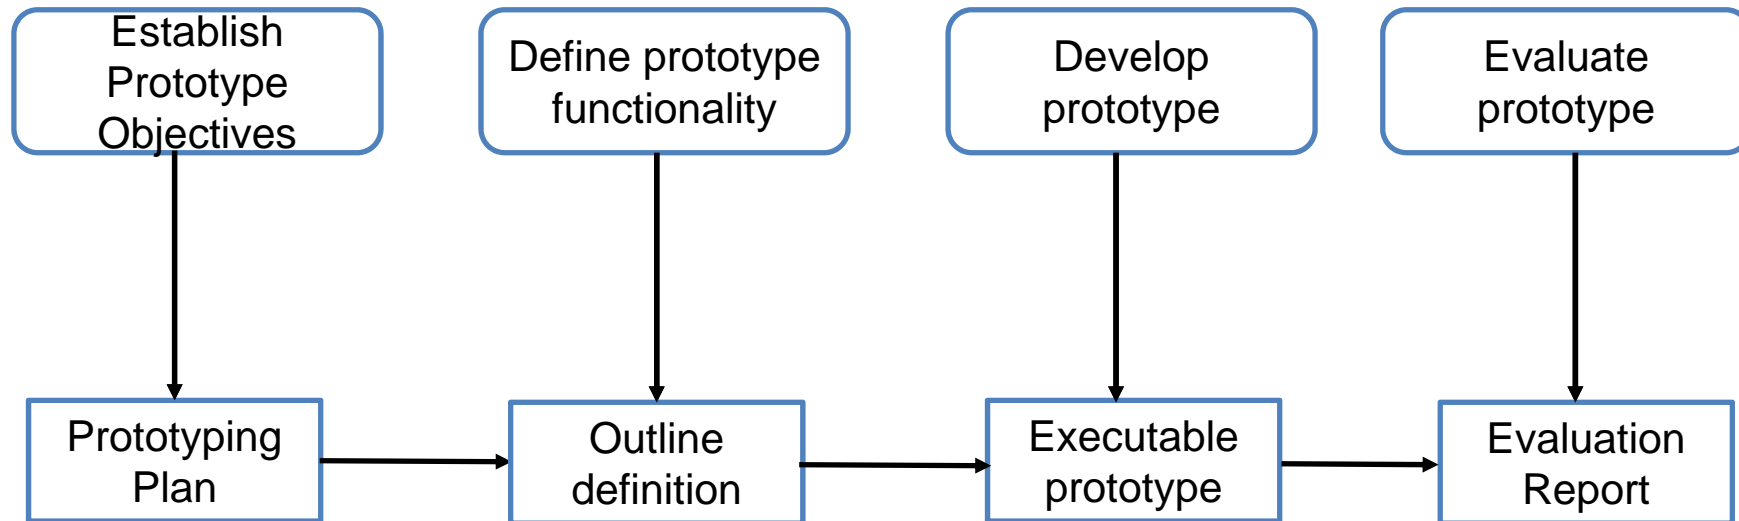 Establish
Prototype
Objectives
Define prototype
functionality
Develop
prototype
Evaluate
prototype
Prototyping
Plan
Outline
definition
Executable
prototype
Evaluation
Report